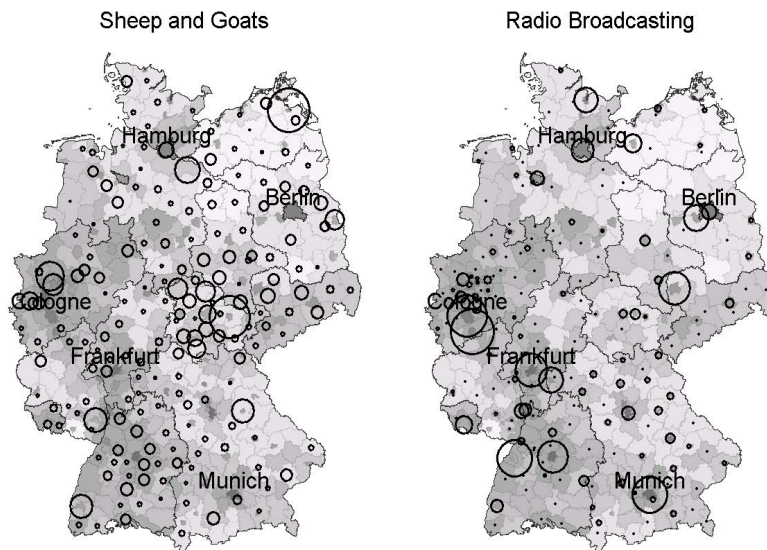 Sheep and Goats
Hamburg
Berlin
Cologne
Frankfurt
Munich
Radio Broadcasting
Hamburg
Berlin
Cologne
Frankfurt
Munich